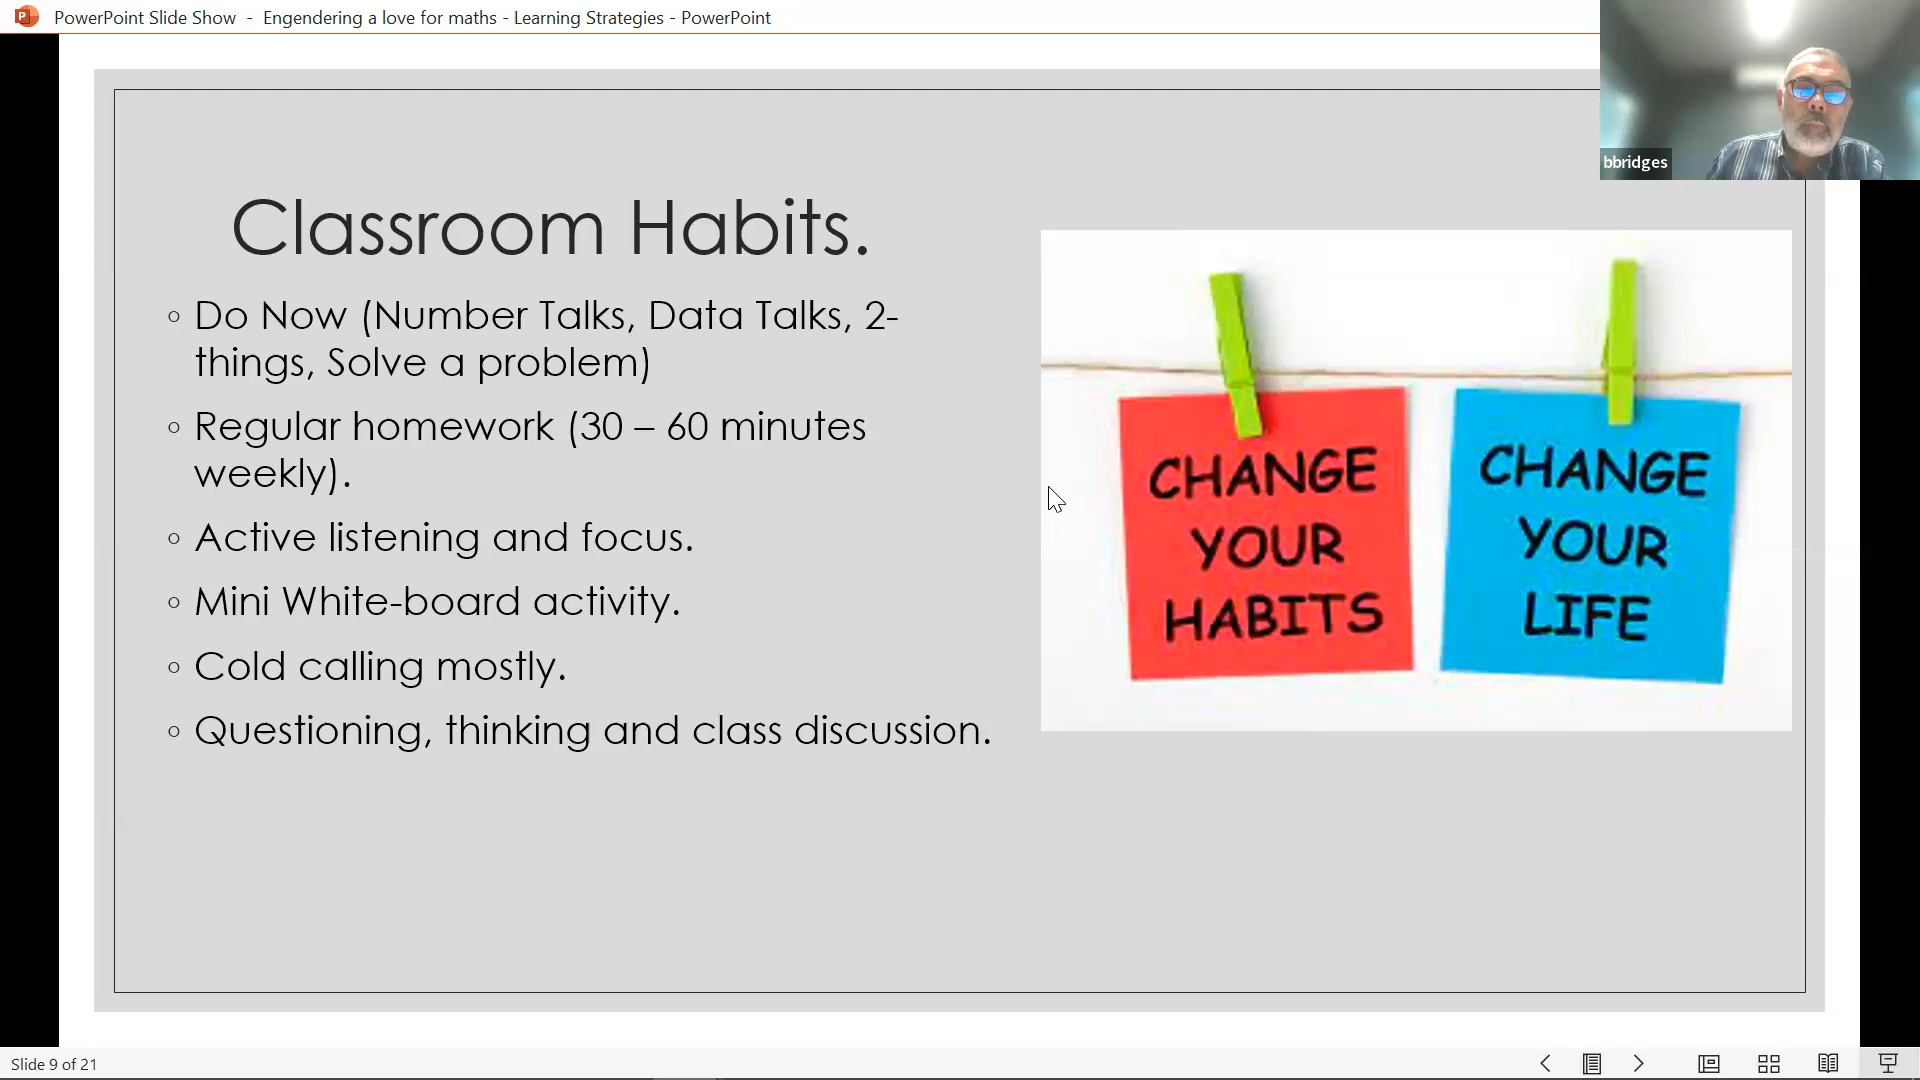 PowerPoint Slide Show - Engendering a love for maths - Learning Strategies - PowerPoint
bbridges
Classroom Habits.
Do Now (Number Talks, Data Talks, 2-
things, Solve a problem)
Regular homework (30 – 60 minutes
weekly).
Active listening and focus.
Mini White-board activity.
Cold calling mostly.
Questioning, thinking and class discussion.
CHANGE
YOUR
HABITS
CHANGE
YOUR
LIFE
Slide 9 of 21